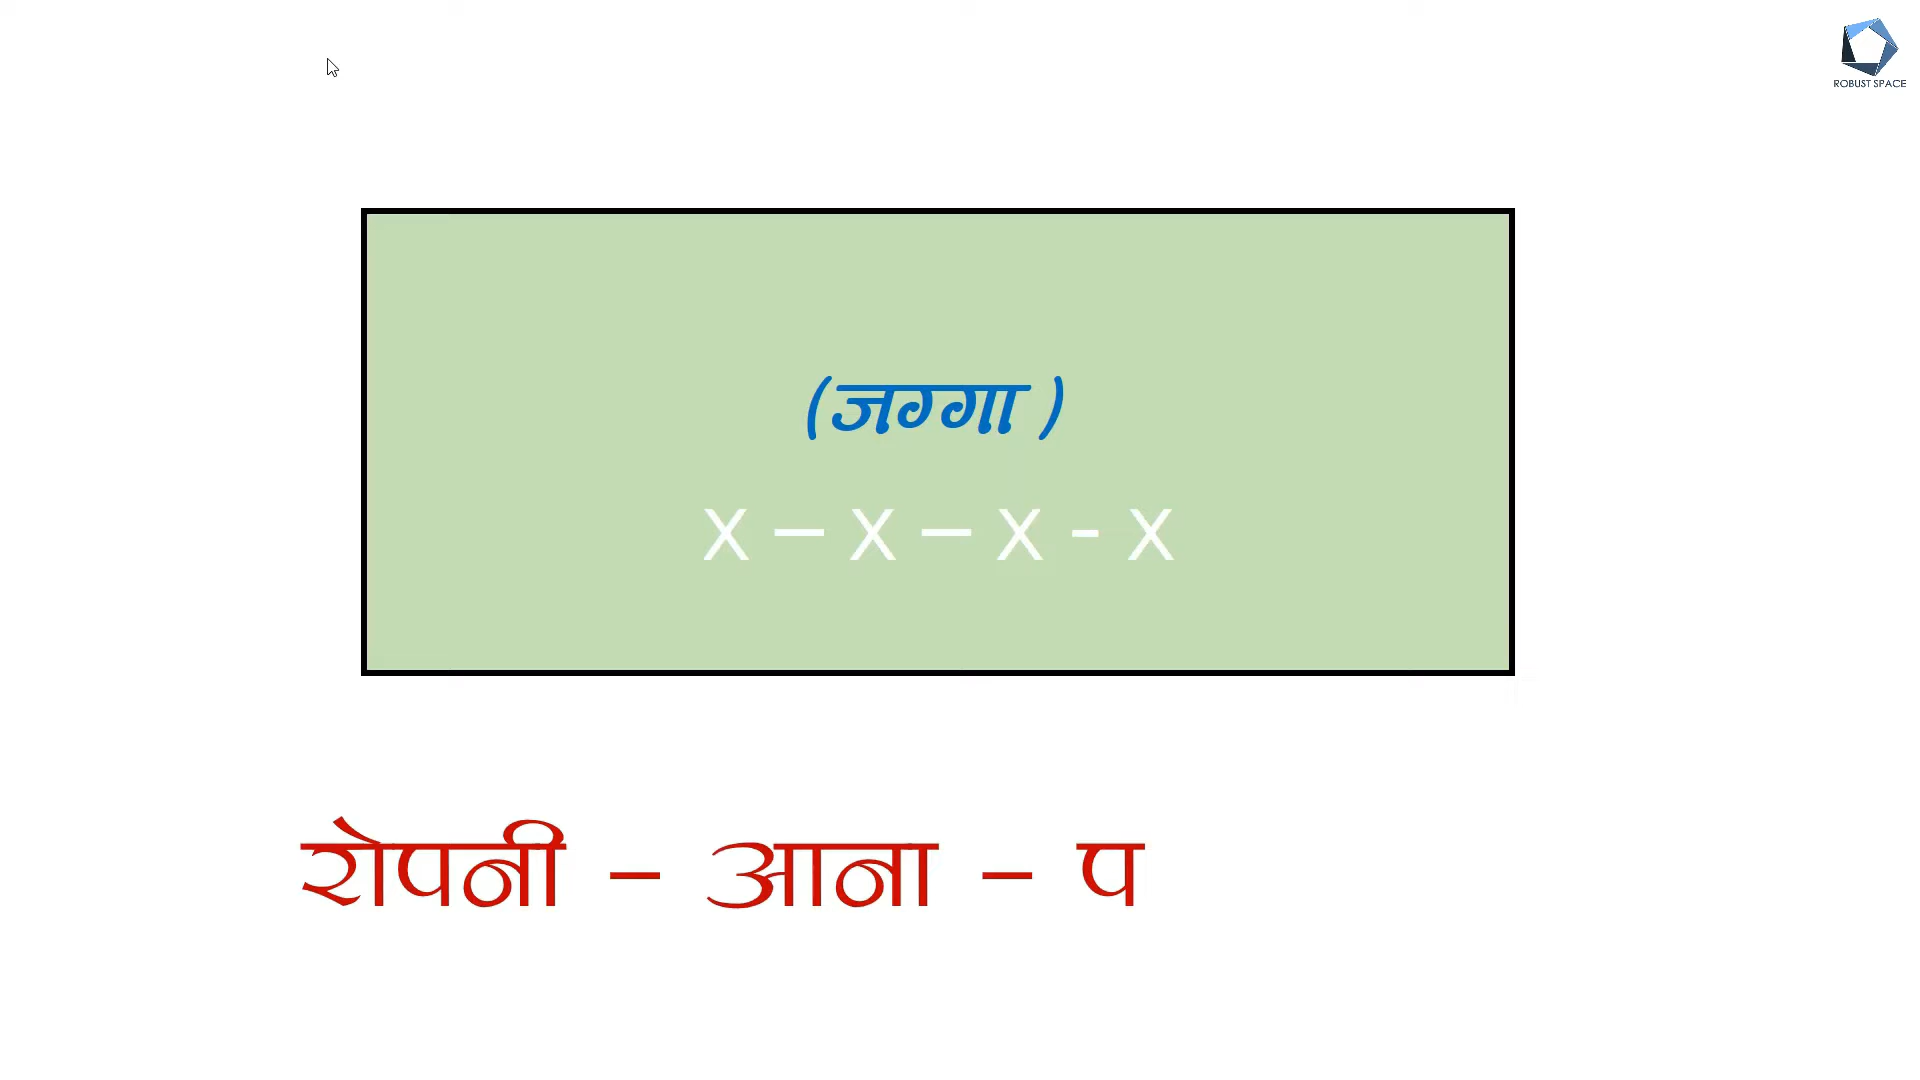 ROBUST SPACE
(जग्गा )
x – x – x - x
रोपनी – आना – प